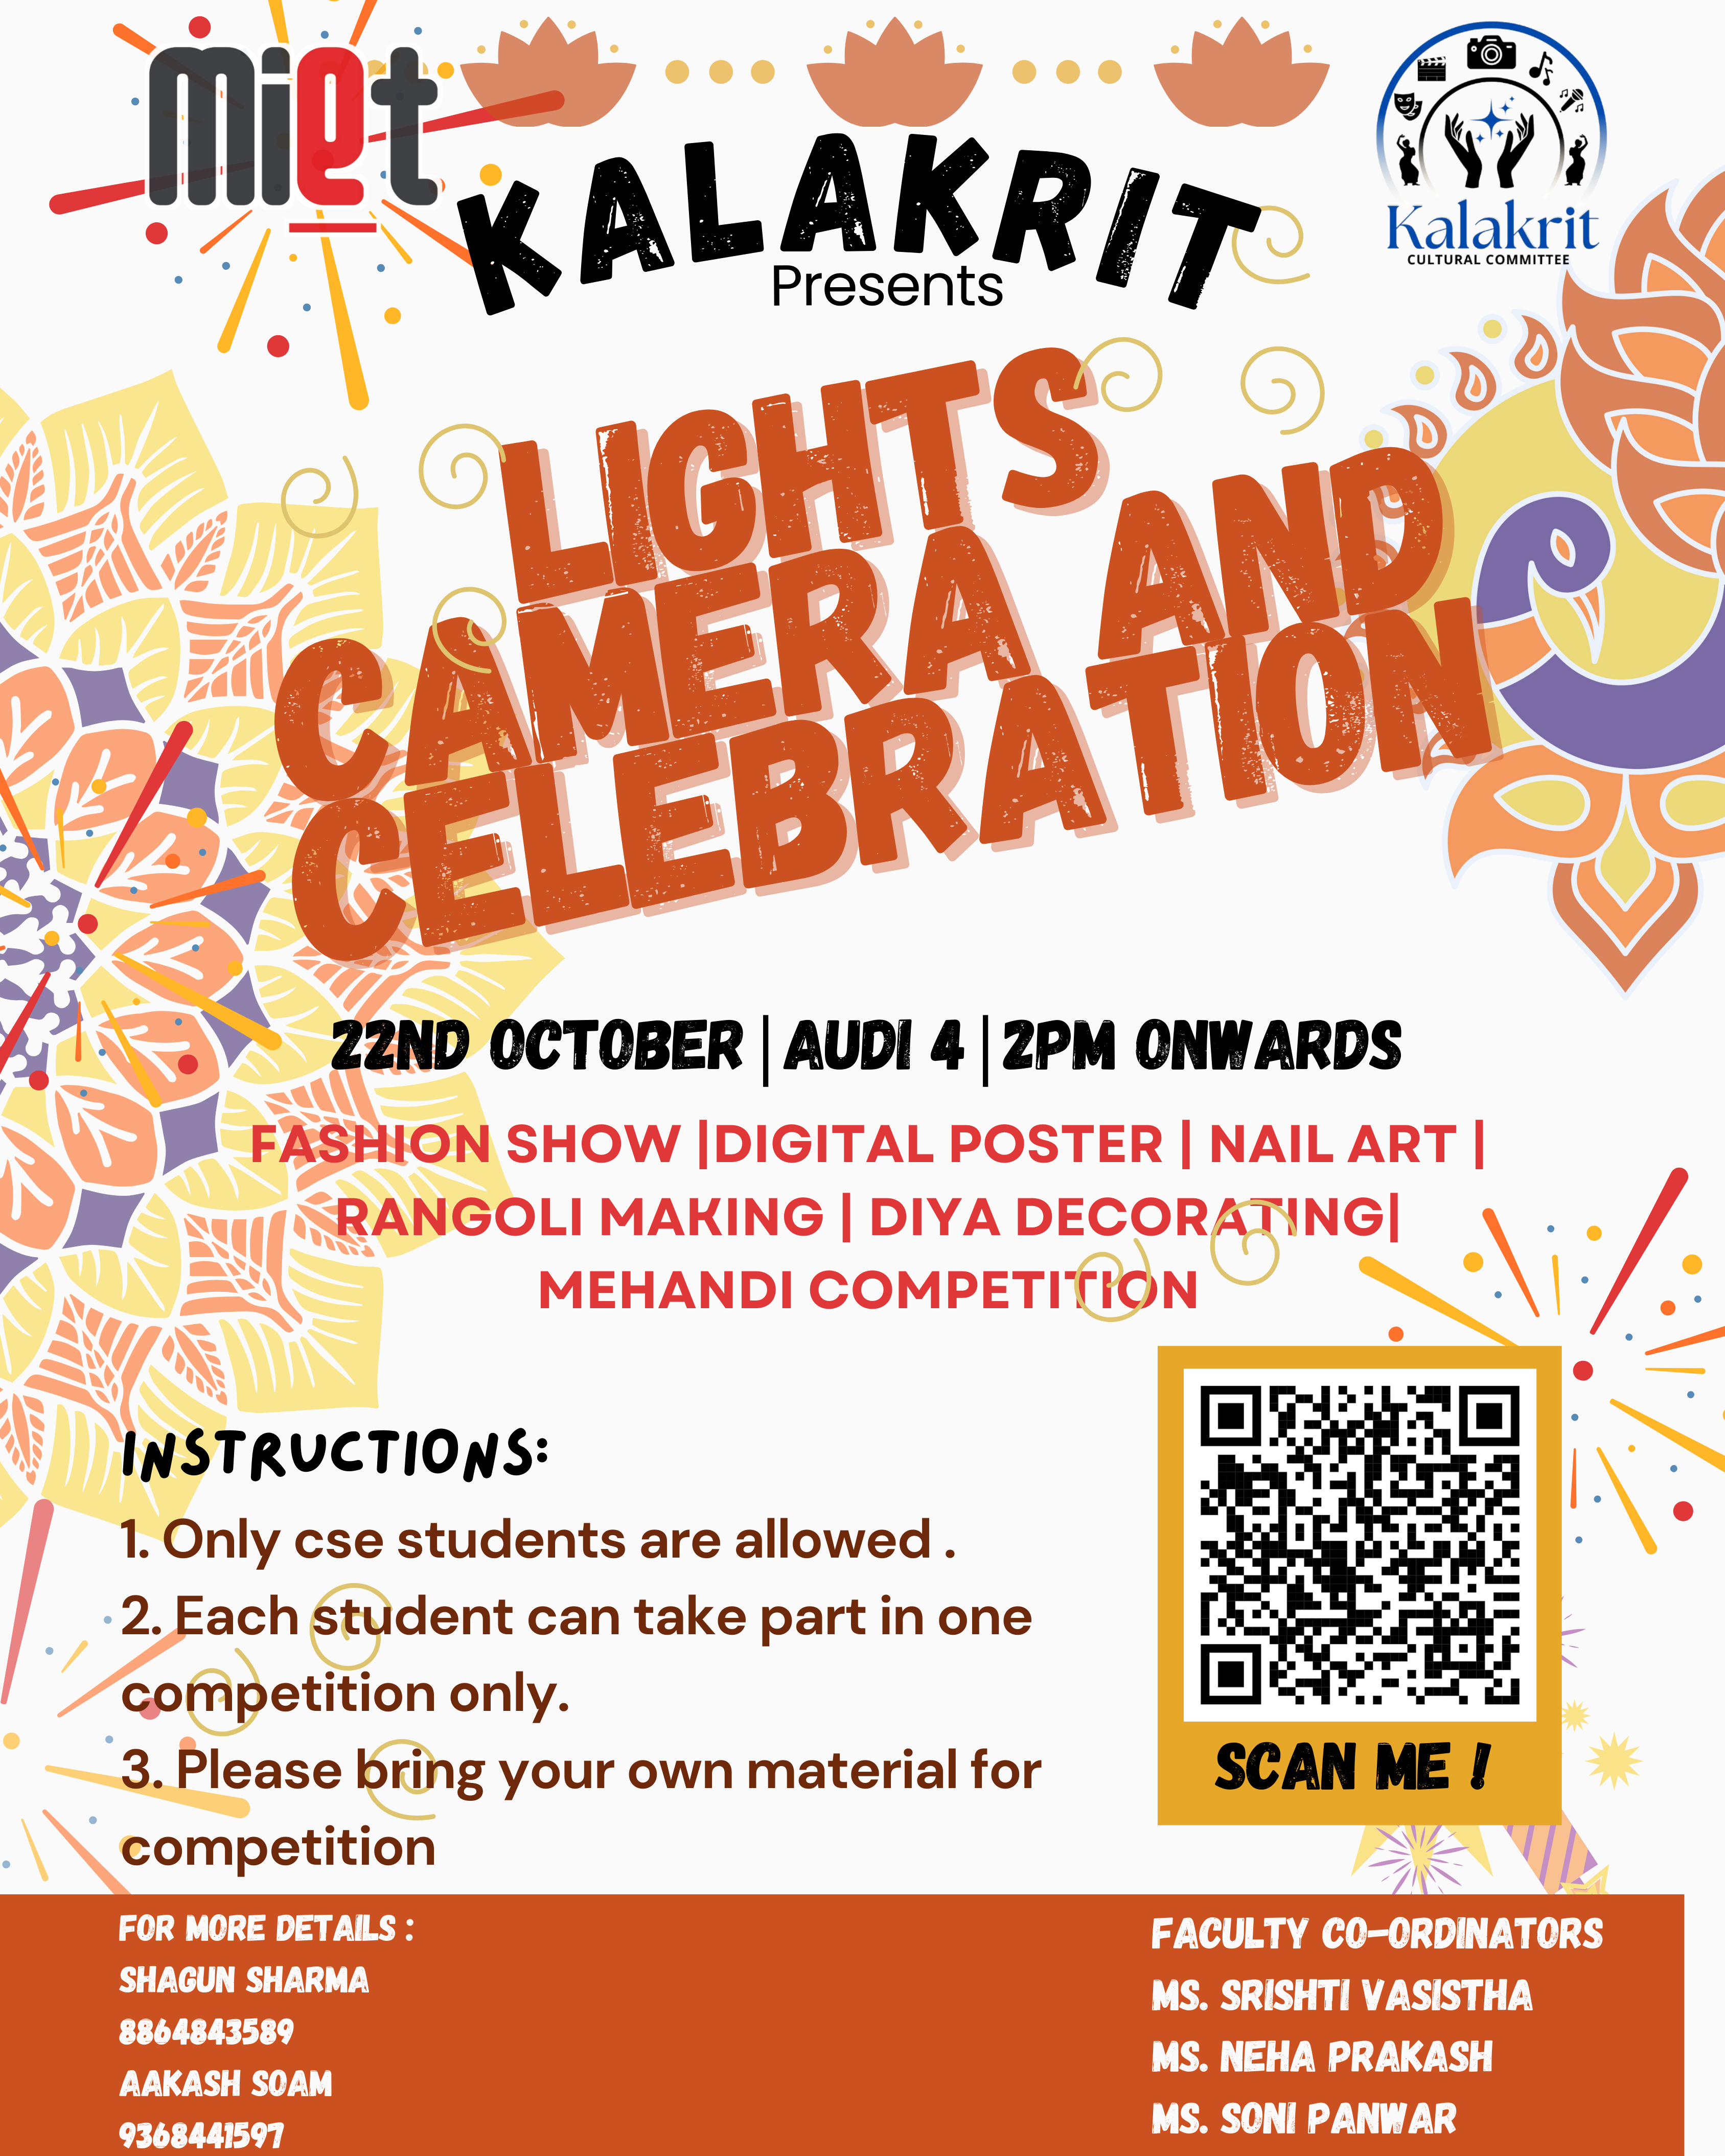 miet
KALAKRIT
Presents
Kalakrit
CULTURAL COMMITTEE
LIGHTS
CAMERA AND
CELEBRATION
22ND OCTOBER | AUDI 4 | 2PM ONWARDS
FASHION SHOW |DIGITAL POSTER | NAIL ART |
RANGOLI MAKING | DIYA DECORATING|
MEHANDI COMPETITION
INSTRUCTIONS:
1. Only cse students are allowed .
2. Each student can take part in one
competition only.
3. Please bring your own material for
competition
SCAN ME !
FOR MORE DETAILS :
SHAGUN SHARMA
8864843589
AAKASH SOAM
9368441597
FACULTY CO-ORDINATORS
MS. SRISHTI VASISTHA
MS. NEHA PRAKASH
MS. SONI PANWAR